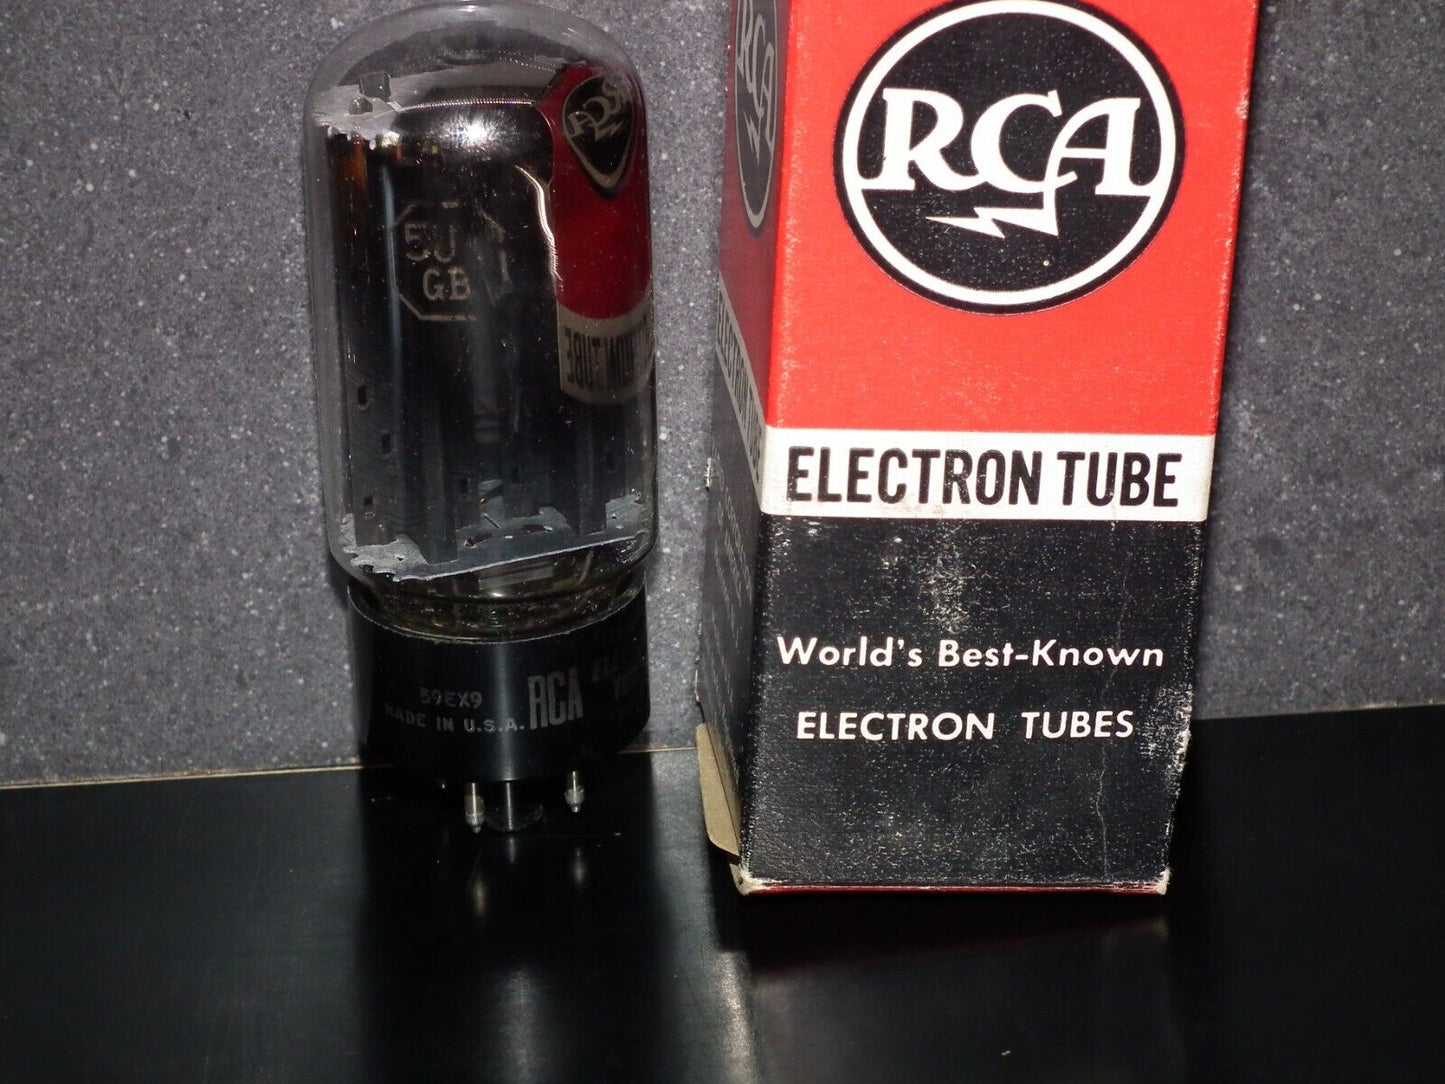 5U
GB
59EX9
MADE IN U.S.A. RCA
RCA
ELECTRON TUBE
World's Best-Known
ELECTRON TUBES
RCA